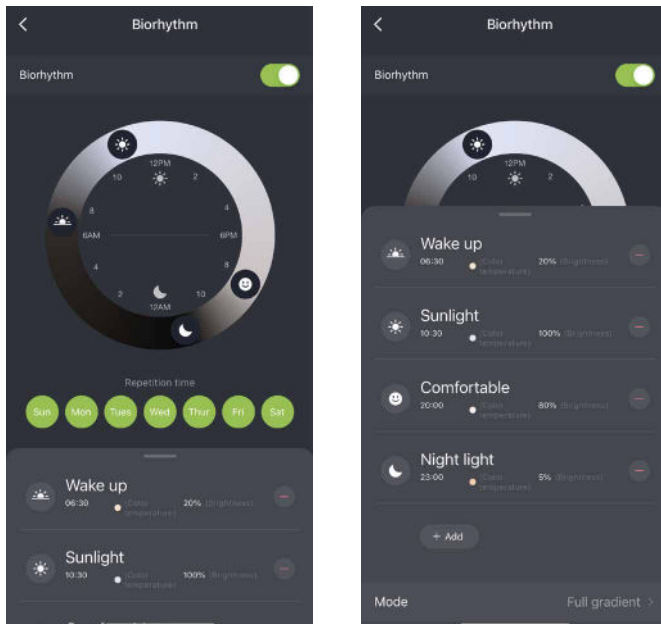 Biorhythm
Biorhythm
12PM
10
2
8
4
6AM
6PM
4
8
2
10
12AM
Repetition time
Sun Mon Tues Wed Thur Fri Sat
Wake up
06:30 (Color temperature) 20% (Brightness)
Sunlight
10:30 (Color temperature) 100% (Brightness)
Biorhythm
Biorhythm
12PM
10
2
Wake up
06:30 (Color temperature) 20% (Brightness)
Sunlight
10:30 (Color temperature) 100% (Brightness)
Comfortable
20:00 (Color temperature) 80% (Brightness)
Night light
23:00 (Color temperature) 5% (Brightness)
+ Add
Mode Full gradient >